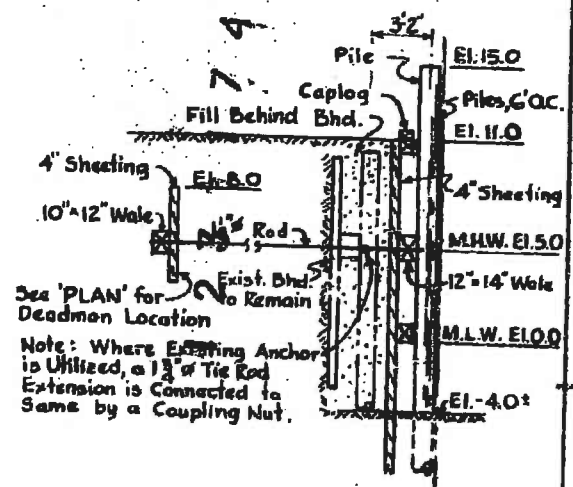 3'2"
Pile
El. 15.0
Caplog
Piles, 6' O.C.
Fill Behind Bhd.
El. 11.0
4" Sheeting
El. 8.0
4" Sheeting
10"x12" Wale
Rod
M.H.W. El. 5.0
Exist. Bhd.
to Remain
12"x14" Wale
See 'PLAN' for
Deadman Location
M.L.W. El. 0.0
Note: Where Existing Anchor
is Utilized, a 1 3/4" ø Tie Rod
Extension is Connected to
Same by a Coupling Nut.
El. -4.0±